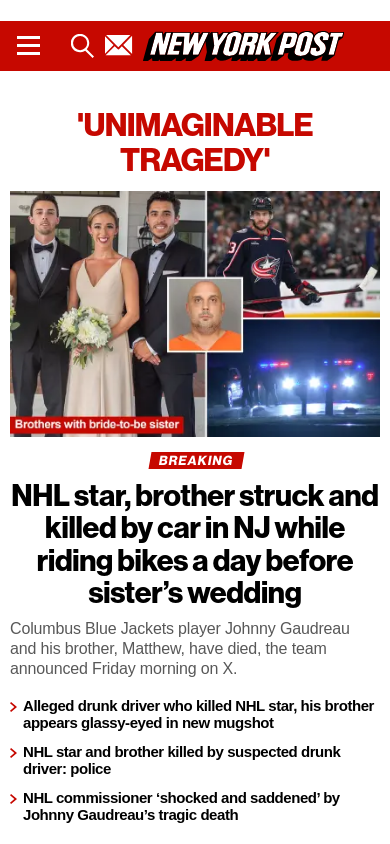 NEW YORK POST
'UNIMAGINABLE
TRAGEDY'
13
Brothers with bride-to-be sister
BREAKING
NHL star, brother struck and
killed by car in NJ while
riding bikes a day before
sister’s wedding
Columbus Blue Jackets player Johnny Gaudreau
and his brother, Matthew, have died, the team
announced Friday morning on X.
Alleged drunk driver who killed NHL star, his brother
appears glassy-eyed in new mugshot
NHL star and brother killed by suspected drunk
driver: police
NHL commissioner ‘shocked and saddened’ by
Johnny Gaudreau’s tragic death